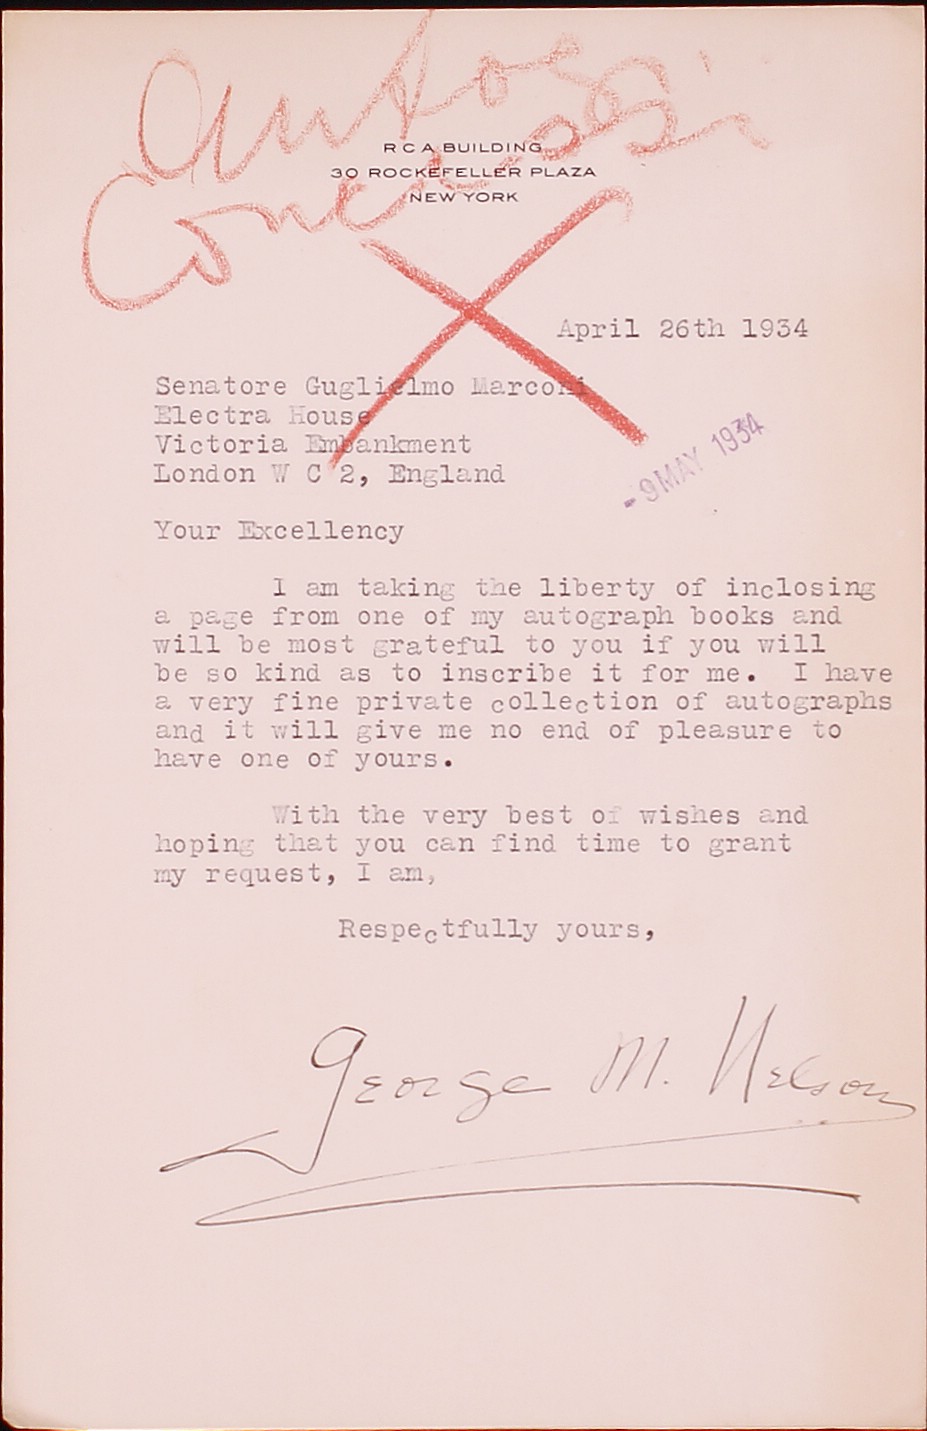 R C A BUILDING
30 ROCKEFELLER PLAZA
NEW YORK
April 26th 1934
Senatore Guglielmo Marconi
Electra House
Victoria Embankment
London W C 2, England
- 9 MAY 1934
Your Excellency
I am taking the liberty of inclosing
a page from one of my autograph books and
will be most grateful to you if you will
be so kind as to inscribe it for me. I have
a very fine private collection of autographs
and it will give me no end of pleasure to
have one of yours.
With the very best of wishes and
hoping that you can find time to grant
my request, I am,
Respectfully yours,
George M. Nelson